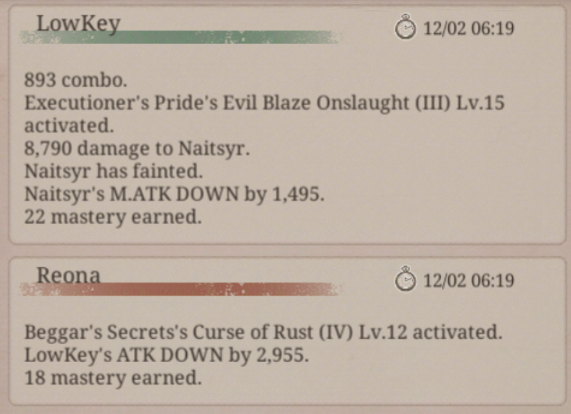 LowKey
12/02 06:19
893 combo.
Executioner's Pride's Evil Blaze Onslaught (III) Lv.15
activated.
8,790 damage to Naitsyr.
Naitsyr has fainted.
Naitsyr's M.ATK DOWN by 1,495.
22 mastery earned.
Reona
12/02 06:19
Beggar's Secrets's Curse of Rust (IV) Lv.12 activated.
LowKey's ATK DOWN by 2,955.
18 mastery earned.